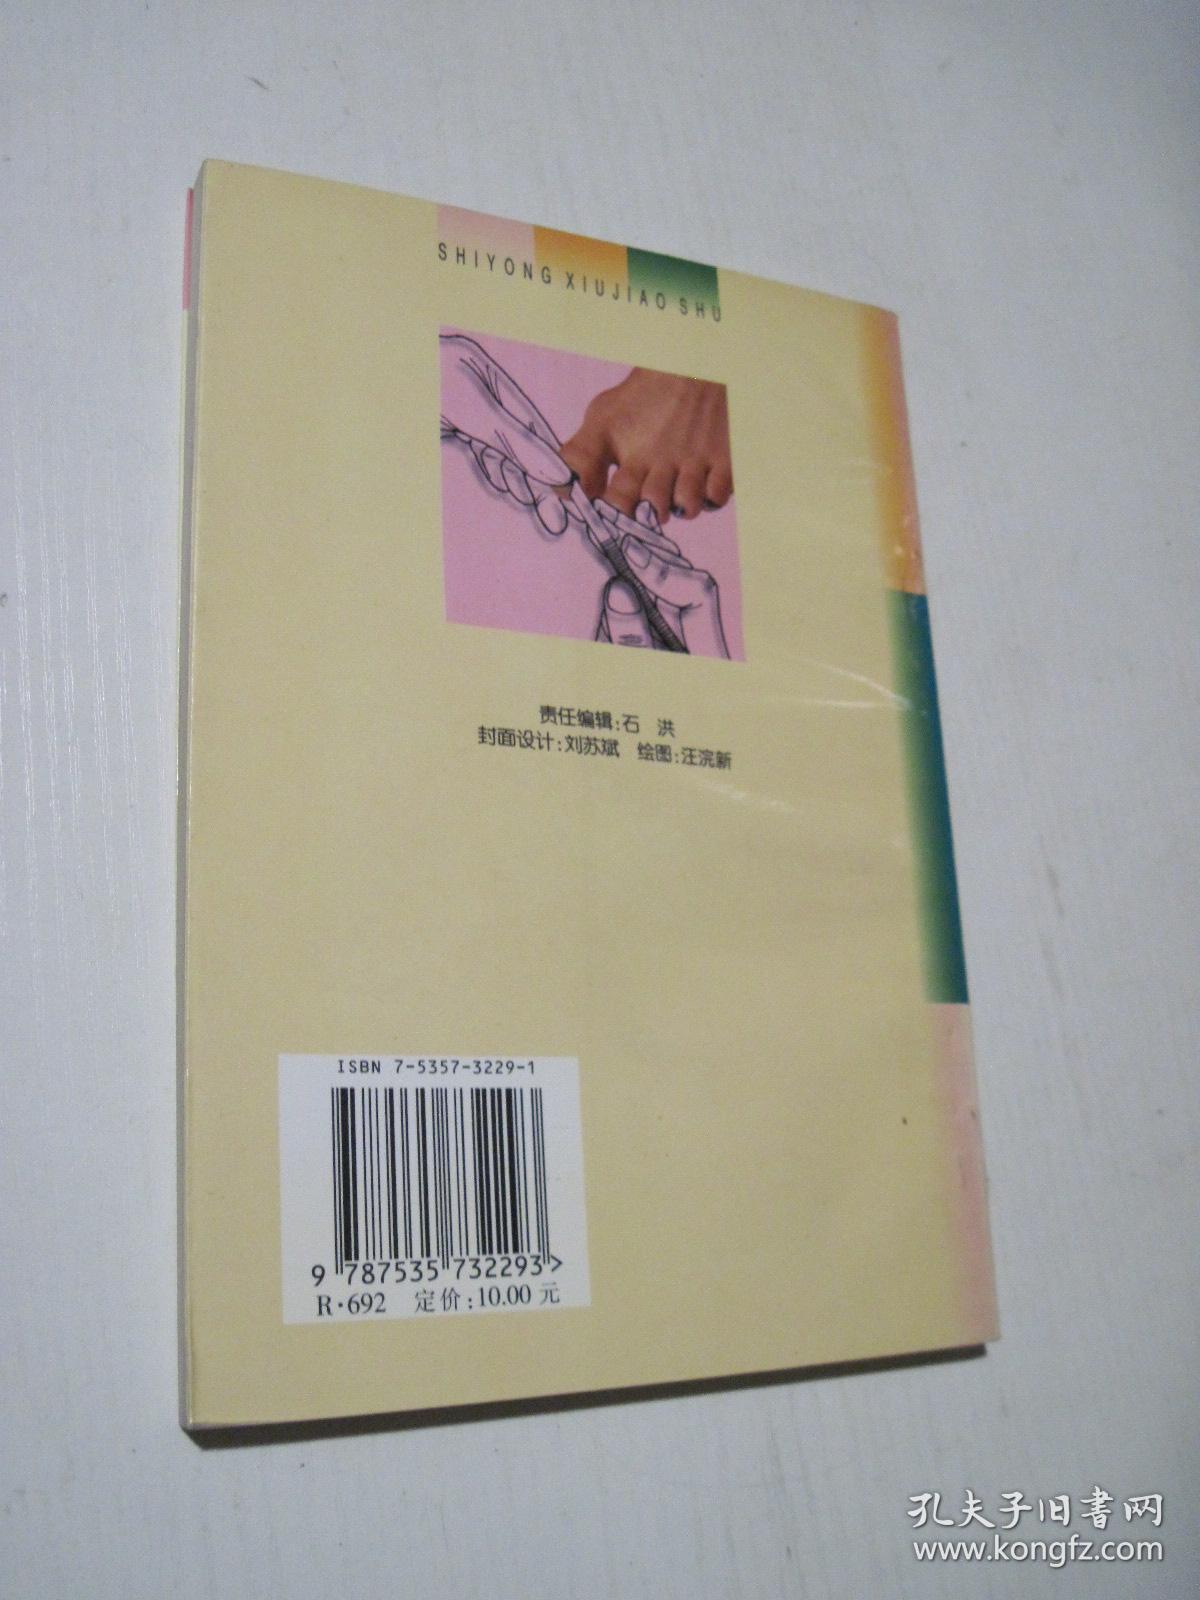 SHIYONG XIUJIAO SHU
责任编辑:石 洪
封面设计:刘苏斌 绘图:汪浣新
ISBN 7-5357-3229-1
9 787535 732293>
R·692 定价:10.00 元
孔夫子旧书网
www.kongfz.com